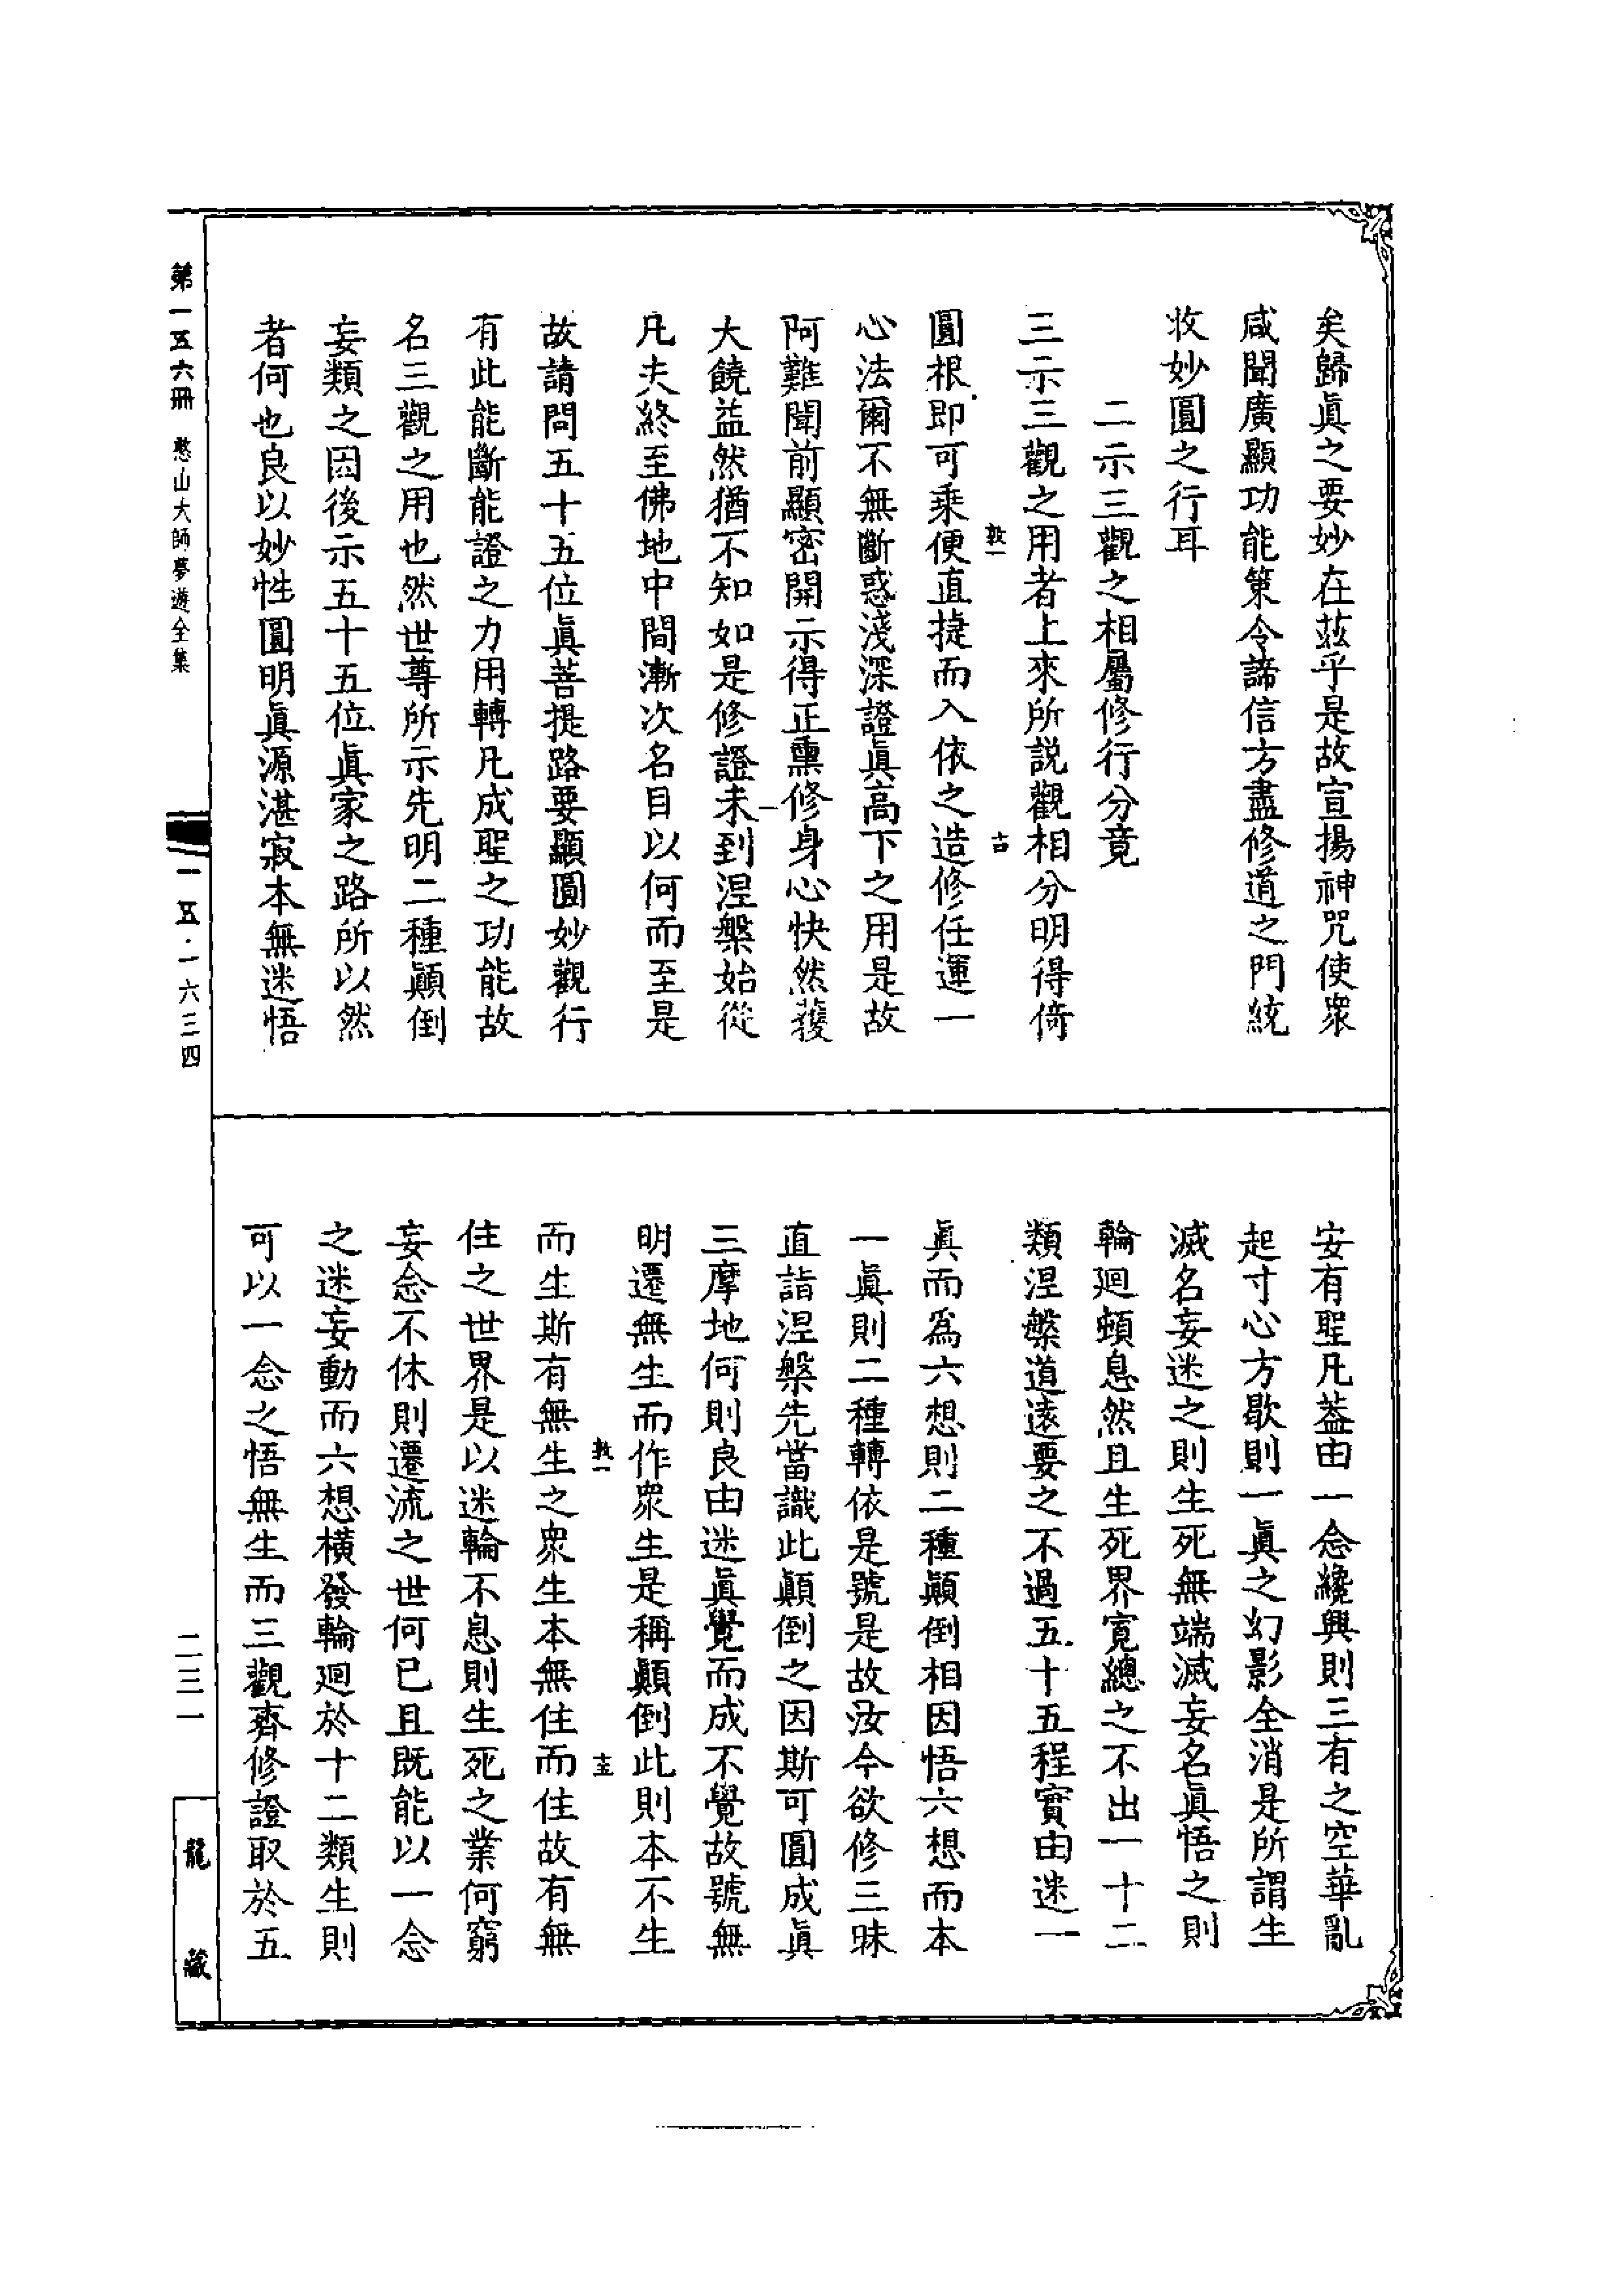 矣歸眞之要妙在茲乎是故宣揚神咒使衆
咸聞廣顯功能策令諦信方盡修道之門統
收妙圓之行耳
二示三觀之相屬修行分竟
三示三觀之用者上來所説觀相分明得倚
敦一
十古
圓根即可乘便直捷而入依之造修任運一
心法爾不無斷惑淺深證眞高下之用是故
阿難聞前顯密開示得正熏修身心快然獲
大饒益然猶不知如是修證未到涅槃始從
凡夫終至佛地中間漸次名目以何而至是
故請問五十五位眞菩提路要顯圓妙觀行
有此能斷能證之力用轉凡成聖之功能故
名三觀之用也然世尊所示先明二種顚倒
妄類之因後示五十五位眞家之路所以然
者何也良以妙性圓明眞源湛寂本無迷悟
安有聖凡葢由一念纔興則三有之空華亂
起寸心方歇則一眞之幻影全消是所謂生
滅名妄迷之則生死無端滅妄名眞悟之則
輪廻頓息然且生死界寛總之不出一十二
類涅槃道遠要之不過五十五程實由迷一
眞而爲六想則二種顚倒相因悟六想而本
一眞則二種轉依是號是故汝今欲修三昧
直詣涅槃先當識此顚倒之因斯可圓成眞
三摩地何則良由迷眞覺而成不覺故號無
明遷無生而作衆生是稱顚倒此則本不生
敦一
十五
而生斯有無生之衆生本無住而住故有無
住之世界是以迷輪不息則生死之業何窮
妄念不休則遷流之世何已且既能以一念
之迷妄動而六想橫發輪廻於十二類生則
可以一念之悟無生而三觀齊修證取於五
第一五六冊 憨山大師夢遊全集
一五·一六三四
二三一
龍藏